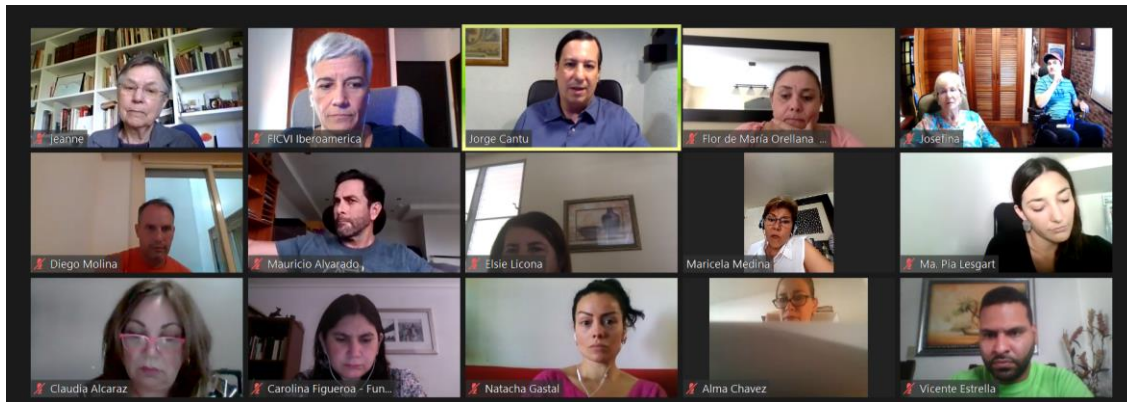 jeanne
FICVI Iberoamerica
Jorge Cantu
Flor de María Orellana ...
Josefina
Diego Molina
Mauricio Alvarado
Elsie Licona
Maricela Medina
Ma. Pia Lesgart
Claudia Alcaraz
Carolina Figueroa - Fun...
Natacha Gastal
Alma Chavez
Vicente Estrella